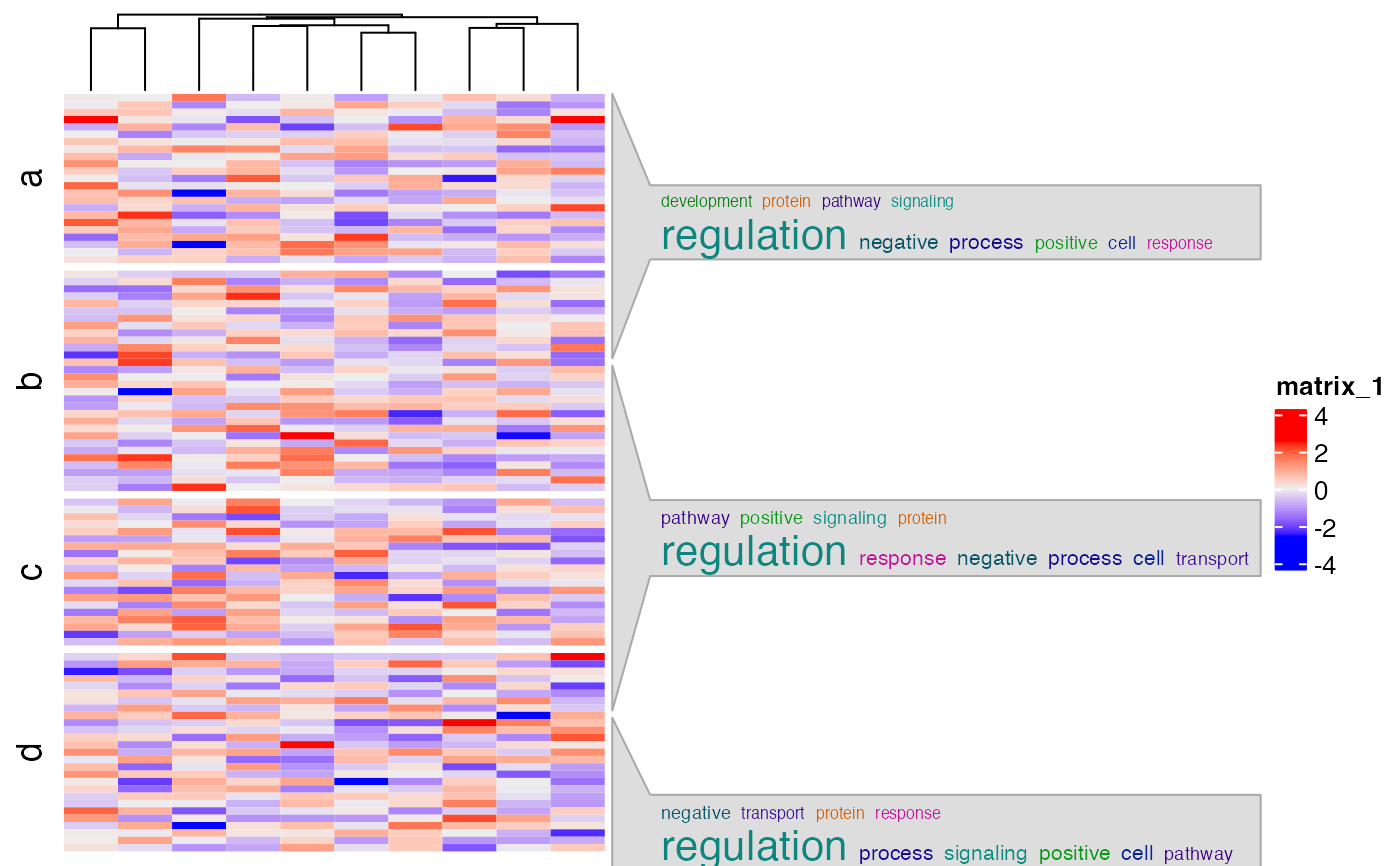 a
development protein pathway signaling
regulation negative process positive cell response
b
matrix_1
4
2
0
-2
-4
pathway positive signaling protein
regulation response negative process cell transport
c
d
negative transport protein response
regulation process signaling positive cell pathway